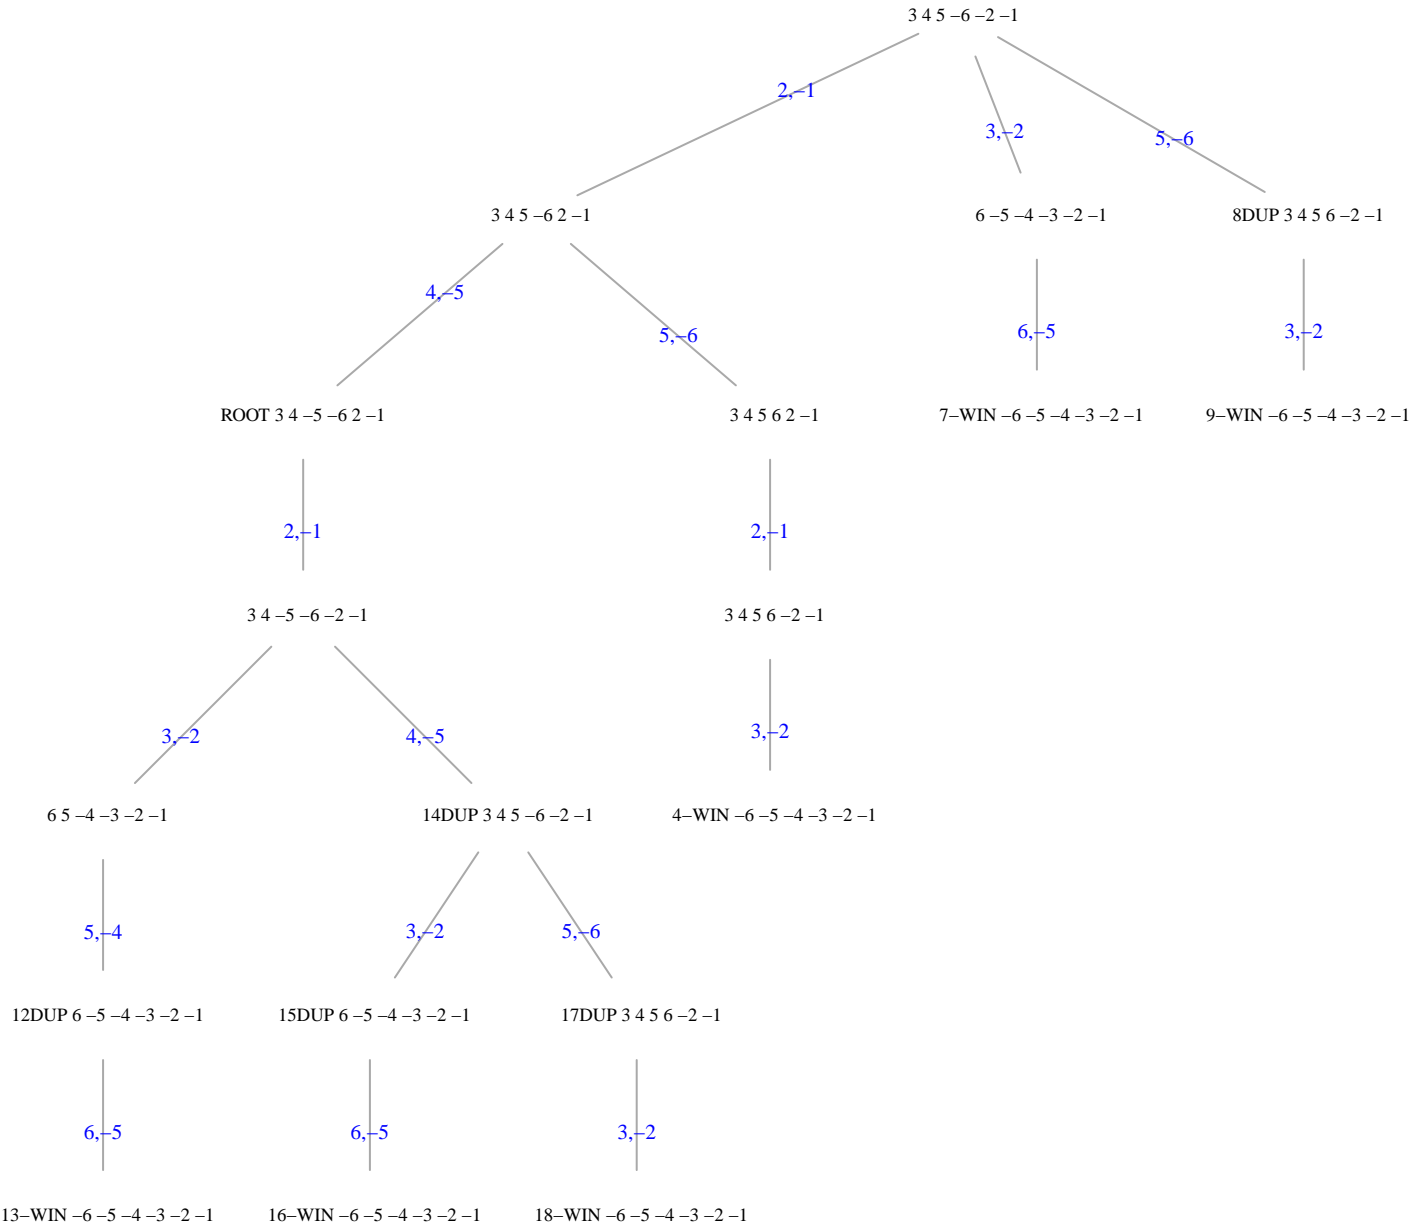 3 4 5 –6 –2 –1
2,–1
3,–2
5,–6
3 4 5 –6 2 –1
6 –5 –4 –3 –2 –1
8DUP 3 4 5 6 –2 –1
4,–5
5,–6
6,–5
3,–2
ROOT 3 4 –5 –6 2 –1
3 4 5 6 2 –1
7–WIN –6 –5 –4 –3 –2 –1
9–WIN –6 –5 –4 –3 –2 –1
2,–1
2,–1
3 4 –5 –6 –2 –1
3 4 5 6 –2 –1
3,–2
4,–5
3,–2
6 5 –4 –3 –2 –1
14DUP 3 4 5 –6 –2 –1
4–WIN –6 –5 –4 –3 –2 –1
5,–4
3,–2
5,–6
12DUP 6 –5 –4 –3 –2 –1
15DUP 6 –5 –4 –3 –2 –1
17DUP 3 4 5 6 –2 –1
6,–5
6,–5
3,–2
13–WIN –6 –5 –4 –3 –2 –1
16–WIN –6 –5 –4 –3 –2 –1
18–WIN –6 –5 –4 –3 –2 –1